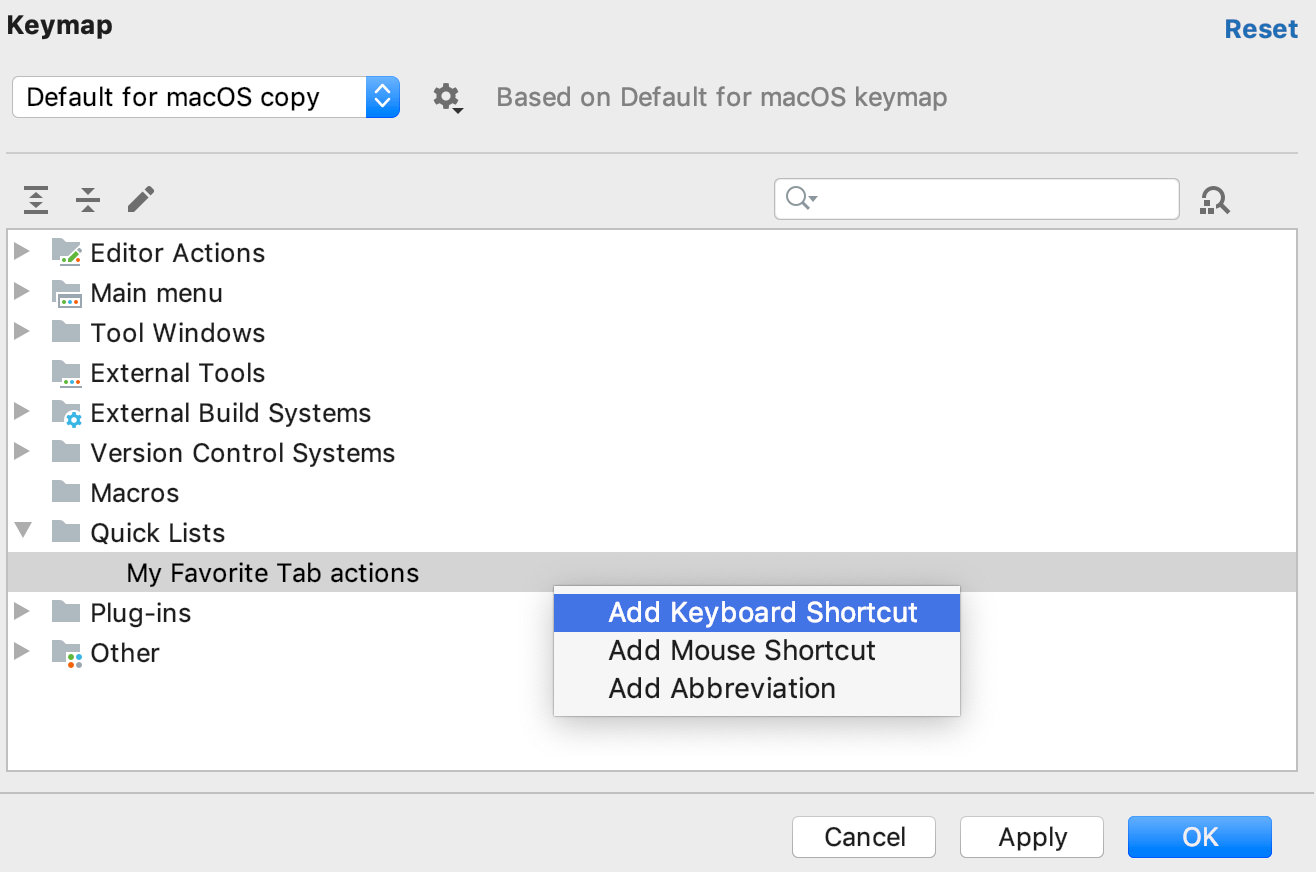 Keymap
Reset
Default for macOS copy
Based on Default for macOS keymap
Editor Actions
Main menu
Tool Windows
External Tools
External Build Systems
Version Control Systems
Macros
Quick Lists
My Favorite Tab actions
Plug-ins
Other
Add Keyboard Shortcut
Add Mouse Shortcut
Add Abbreviation
Cancel
Apply
OK